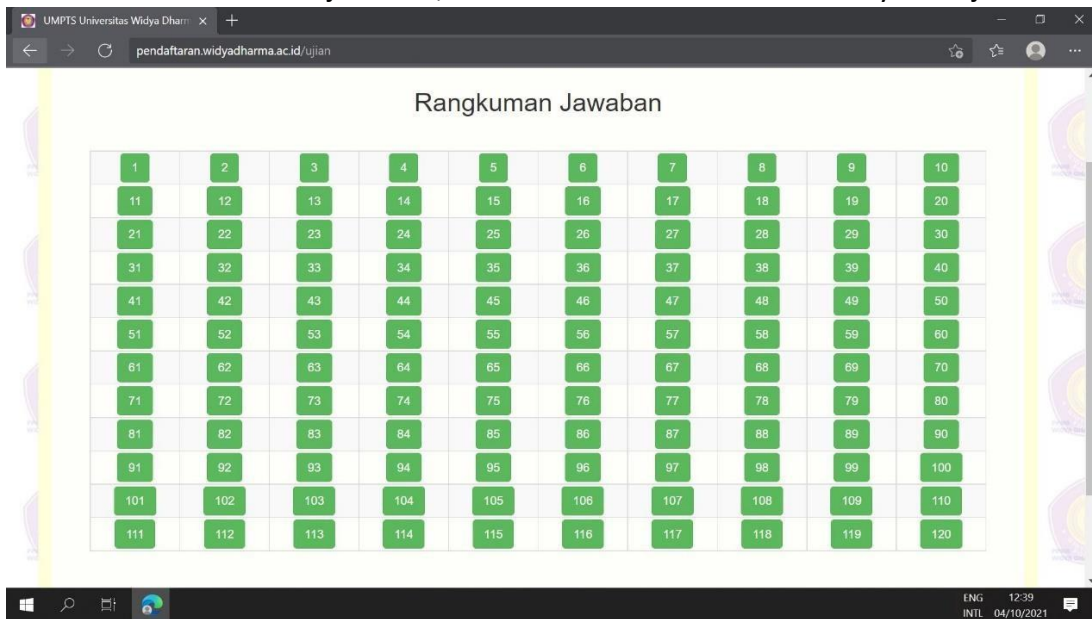 UMPTS Universitas Widya Dharm
pendaftaran.widyadharma.ac.id/ujian
Rangkuman Jawaban
1 2 3 4 5 6 7 8 9 10
11 12 13 14 15 16 17 18 19 20
21 22 23 24 25 26 27 28 29 30
31 32 33 34 35 36 37 38 39 40
41 42 43 44 45 46 47 48 49 50
51 52 53 54 55 56 57 58 59 60
61 62 63 64 65 66 67 68 69 70
71 72 73 74 75 76 77 78 79 80
81 82 83 84 85 86 87 88 89 90
91 92 93 94 95 96 97 98 99 100
101 102 103 104 105 106 107 108 109 110
111 112 113 114 115 116 117 118 119 120
ENG 12:39
INTL 04/10/2021